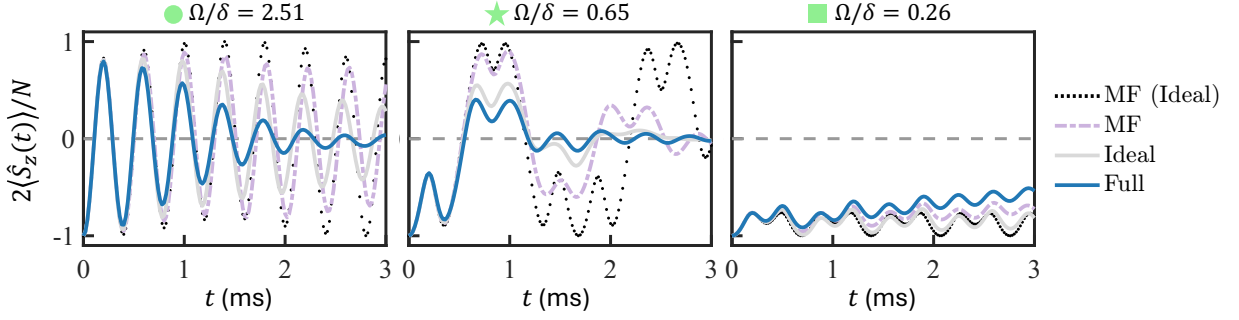 Ω/δ = 2.51
Ω/δ = 0.65
Ω/δ = 0.26
2⟨Ŝ_z(t)⟩/N
1
0
-1
0 1 2 3
0 1 2 3
0 1 2 3
t (ms)
t (ms)
t (ms)
MF (Ideal)
MF
Ideal
Full